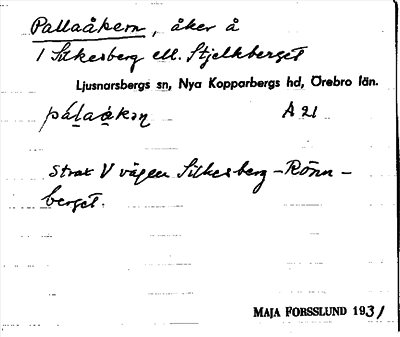 Pallaåkern, åker å
1 Silkesberg ell. Stjelkberget
Ljusnarsbergs sn, Nya Kopparbergs hd, Örebro län.
pálaåkəṇ A 21
Strax V vägen Silkesberg-Rönn-
berget.
MAJA FORSSLUND 1931